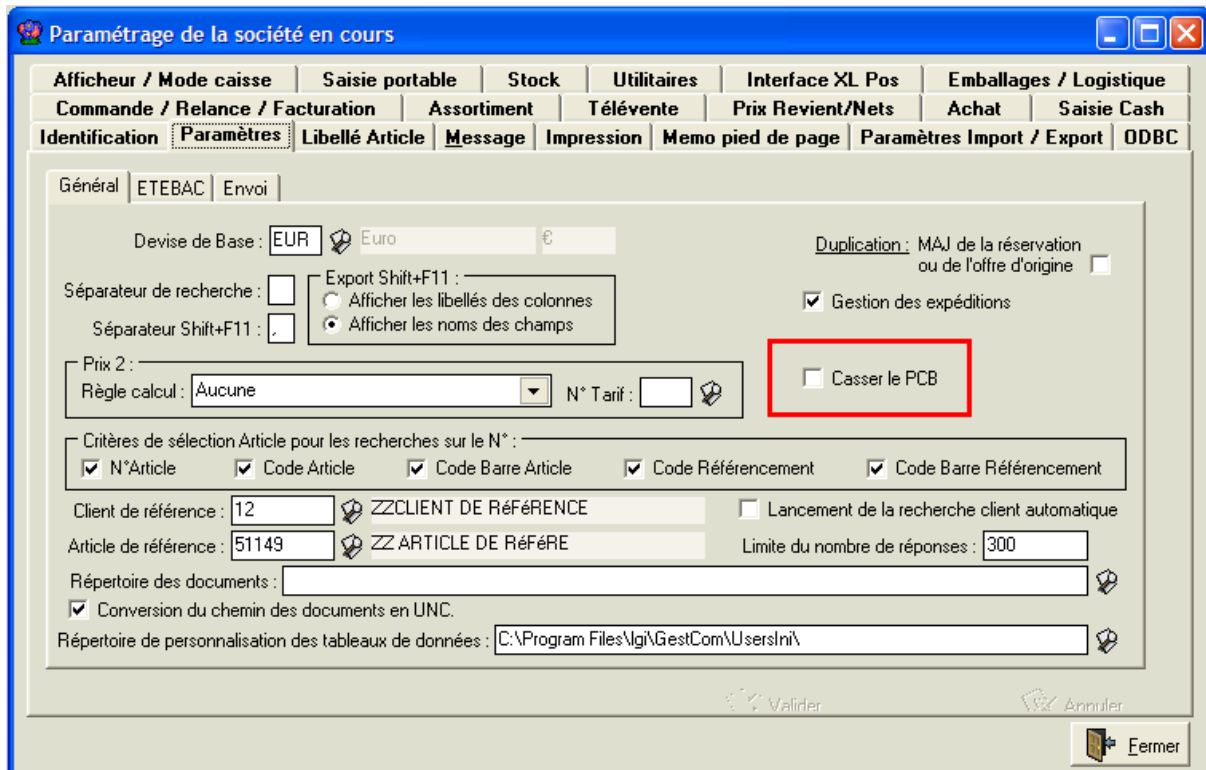 Paramétrage de la société en cours
Afficheur / Mode caisse Saisie portable Stock Utilitaires Interface XL Pos Emballages / Logistique
Commande / Relance / Facturation Assortiment Télévente Prix Revient/Nets Achat Saisie Cash
Identification Paramètres Libellé Article Message Impression Memo pied de page Paramètres Import / Export ODBC
Général ETEBAC Envoi
Devise de Base : EUR Euro €
Duplication : MAJ de la réservation
ou de l'offre d'origine
Séparateur de recherche :
Export Shift+F11 :
Afficher les libellés des colonnes
Gestion des expéditions
Séparateur Shift+F11 : ,
Afficher les noms des champs
Prix 2 :
Règle calcul : Aucune N° Tarif :
Casser le PCB
Critères de sélection Article pour les recherches sur le N° :
N°Article Code Article Code Barre Article Code Référencement Code Barre Référencement
Client de référence : 12 ZZCLIENT DE RéFéRENCE
Lancement de la recherche client automatique
Article de référence : 51149 ZZ ARTICLE DE RéFéRE
Limite du nombre de réponses : 300
Répertoire des documents :
Conversion du chemin des documents en UNC.
Répertoire de personnalisation des tableaux de données : C:\Program Files\lgi\GestCom\UsersIni\
Valider Annuler
Fermer